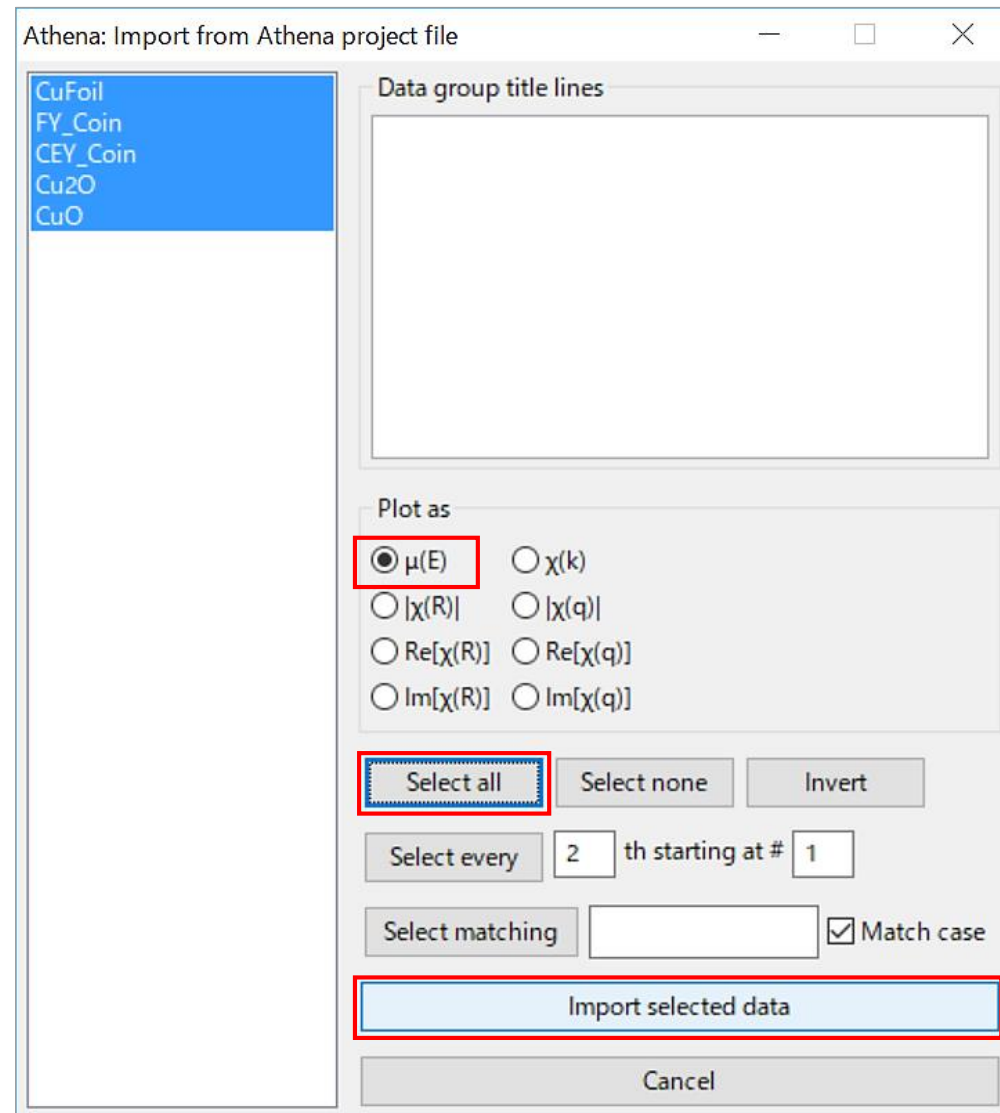 Athena: Import from Athena project file
CuFoil
FY_Coin
CEY_Coin
Cu2O
CuO
Data group title lines
Plot as
μ(E) χ(k)
|χ(R)| |χ(q)|
Re[χ(R)] Re[χ(q)]
Im[χ(R)] Im[χ(q)]
Select all Select none Invert
Select every 2 th starting at # 1
Select matching Match case
Import selected data
Cancel